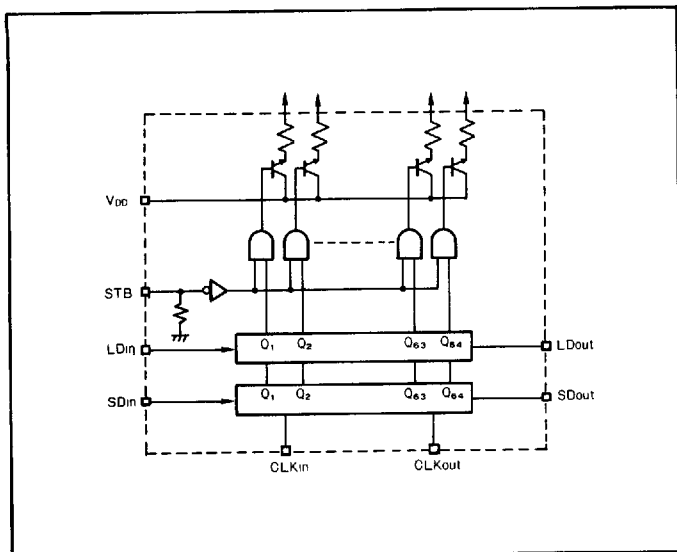 VDD
STB
LDin
Q1 Q2 Q63 Q64
LDout
SDin
Q1 Q2 Q63 Q64
SDout
CLKin CLKout